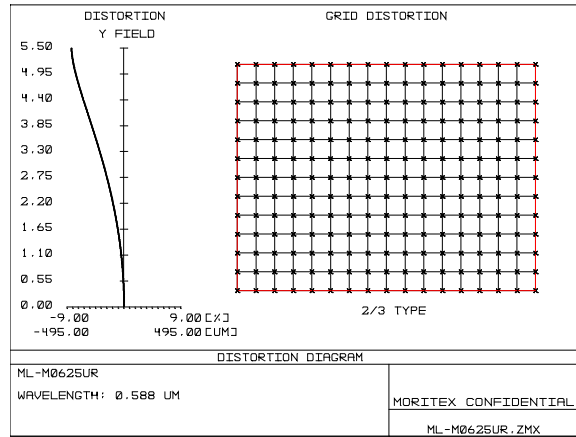 DISTORTION
Y FIELD
GRID DISTORTION
5.50
4.95
4.40
3.85
3.30
2.75
2.20
1.65
1.10
0.55
0.00
-9.00 9.00[%]
-495.00 495.00[UM]
2/3 TYPE
DISTORTION DIAGRAM
ML-M0625UR
WAVELENGTH: 0.588 UM
MORITEX CONFIDENTIAL
ML-M0625UR.ZMX